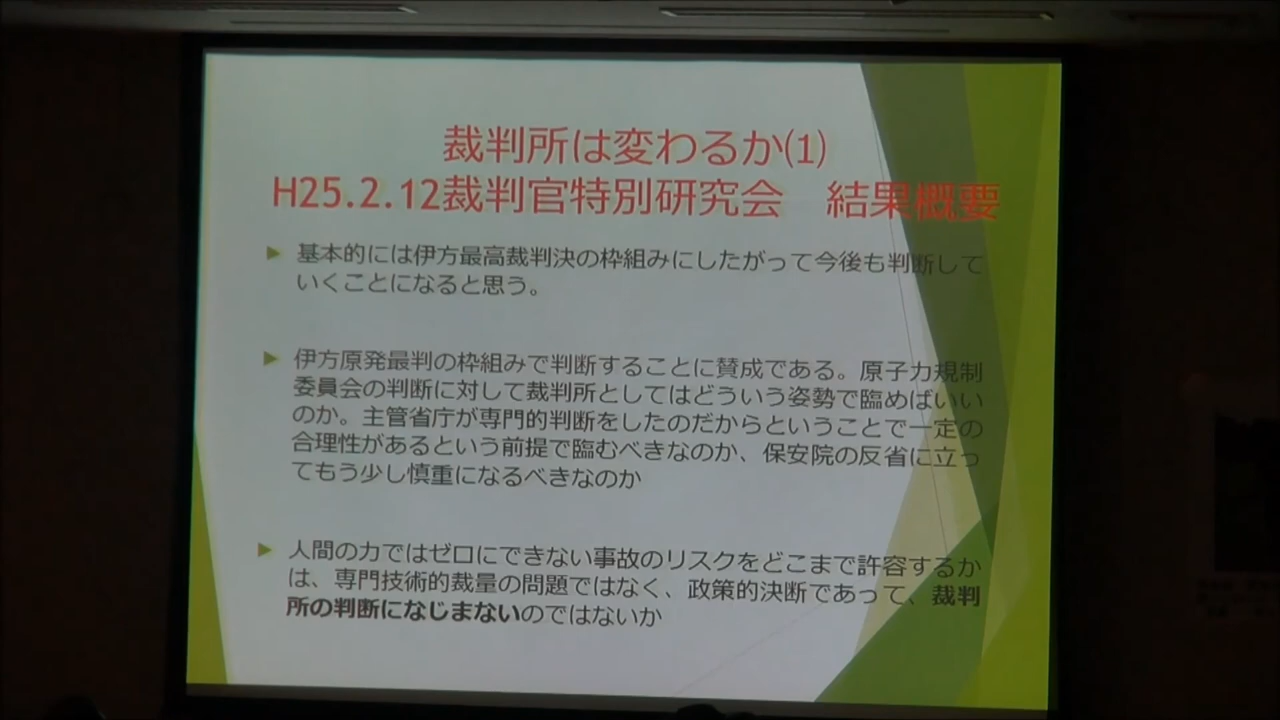 裁判所は変わるか(1)
H25.2.12裁判官特別研究会　結果概要
▶ 基本的には伊方最高裁判決の枠組みにしたがって今後も判断して
いくことになると思う。
▶ 伊方原発最判の枠組みで判断することに賛成である。原子力規制
委員会の判断に対して裁判所としてはどういう姿勢で臨めばいい
のか。主管省庁が専門的判断をしたのだからということで一定の
合理性があるという前提で臨むべきなのか、保安院の反省に立っ
てもう少し慎重になるべきなのか
▶ 人間の力ではゼロにできない事故のリスクをどこまで許容するか
は、専門技術的裁量の問題ではなく、政策的決断であって、裁判
所の判断になじまないのではないか